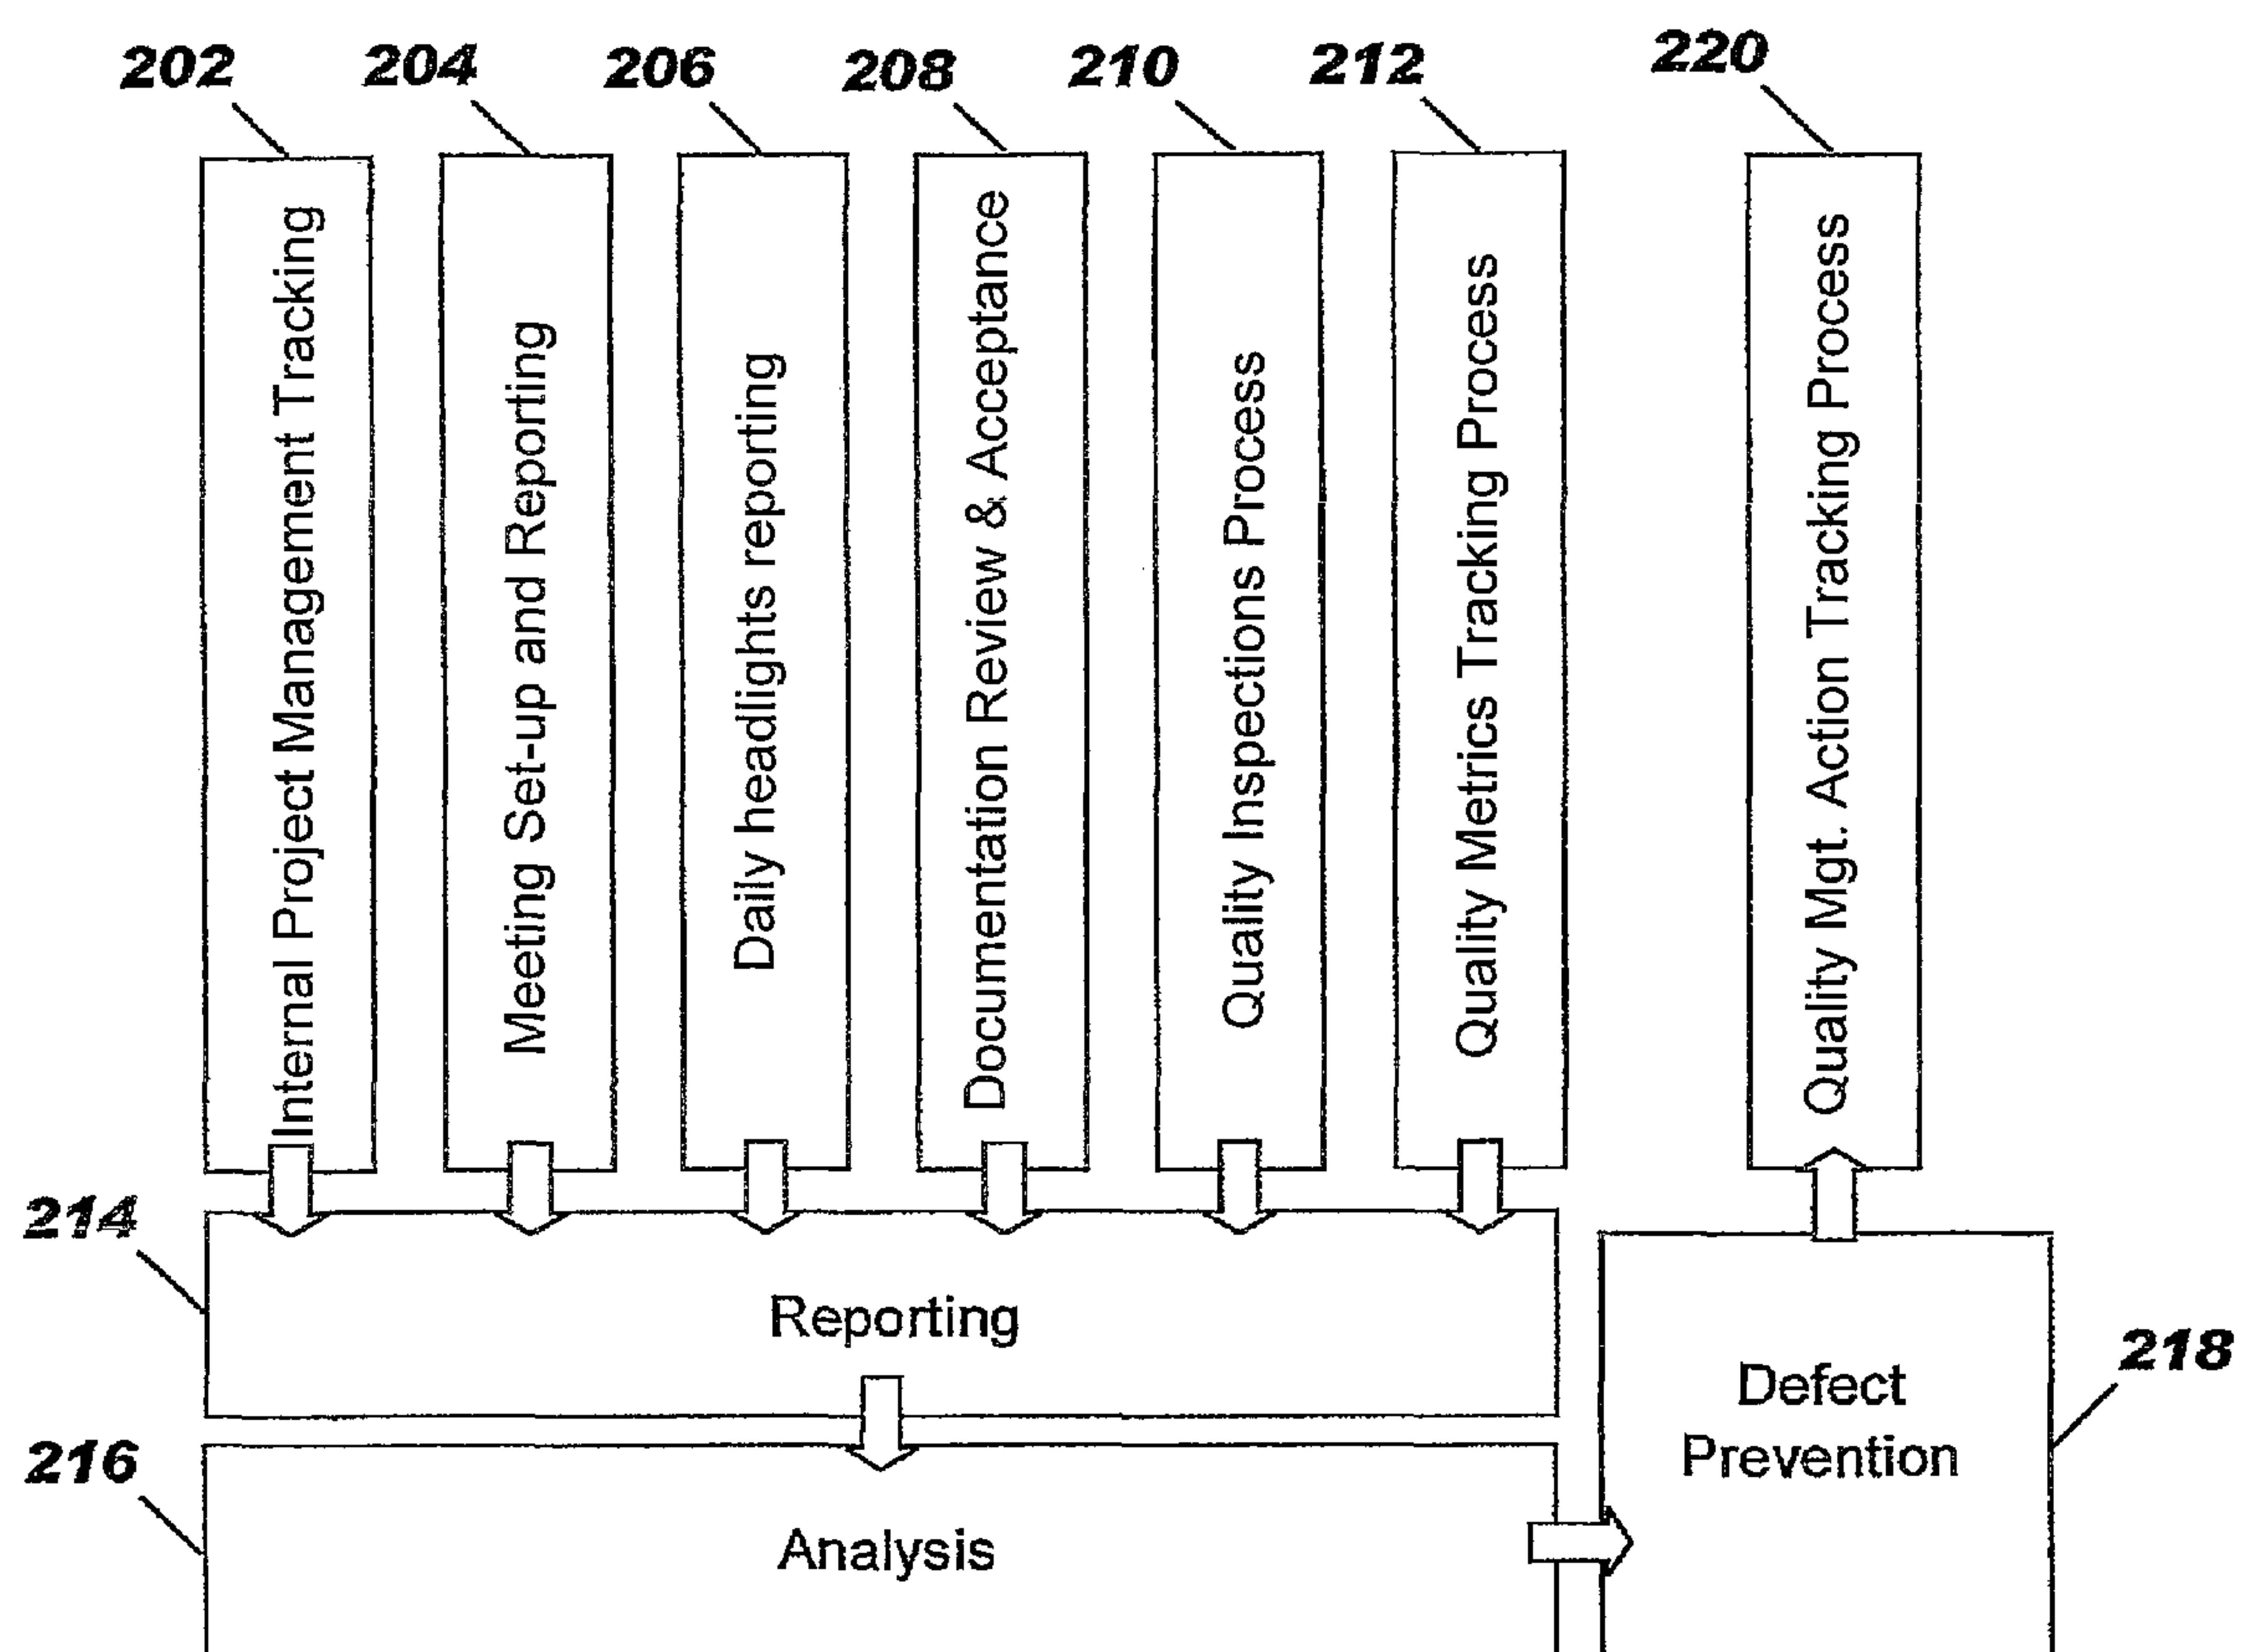 202
204
206
208
210
212
220
Internal Project Management Tracking
Meeting Set-up and Reporting
Daily headlights reporting
Documentation Review & Acceptance
Quality Inspections Process
Quality Metrics Tracking Process
Quality Mgt. Action Tracking Process
214
Reporting
218
Defect
Prevention
216
Analysis